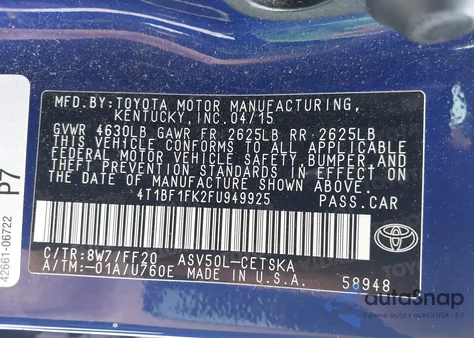 MFD.BY:TOYOTA MOTOR MANUFACTURING,
KENTUCKY, INC. 04/15
GVWR 4630LB GAWR FR 2625LB RR 2625LB
THIS VEHICLE CONFORMS TO ALL APPLICABLE
FEDERAL MOTOR VEHICLE SAFETY, BUMPER, AND
THEFT PREVENTION STANDARDS IN EFFECT ON
THE DATE OF MANUFACTURE SHOWN ABOVE.
4T1BF1FK2FU949925 PASS.CAR
C/TR:8W7/FF20 ASV50L-CETSKA
A/TM:-01A/U760E MADE IN U.S.A.
58948
TOYOTA
P7
42661-06722
autoSnap